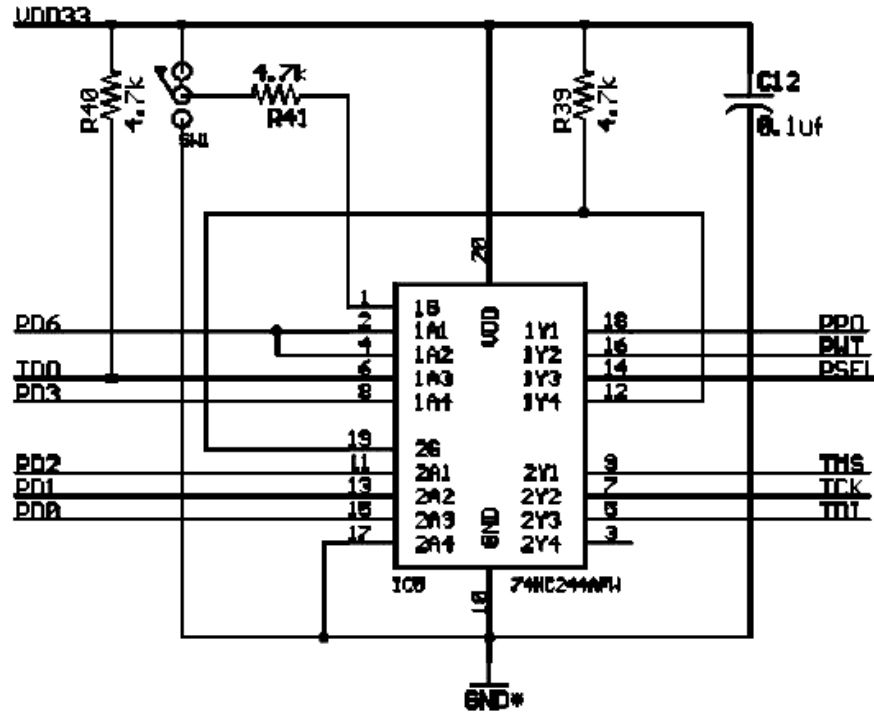 VDD33
R40
4.7k
SW1
4.7k
R41
R39
4.7k
C12
0.1uf
20
PD6
TDO
PD3
PD2
PD1
PD0
1
2
4
6
8
19
11
13
15
17
1G
1A1
1A2
1A3
1A4
2G
2A1
2A2
2A3
2A4
VDD
GND
1Y1
1Y2
1Y3
1Y4
2Y1
2Y2
2Y3
2Y4
18
16
14
12
9
7
5
3
PPO
PWT
PSEL
TMS
TCK
TDI
10
GND*